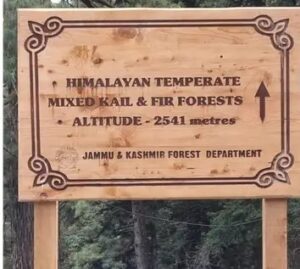 HIMALAYAN TEMPERATE
MIXED KAIL & FIR FORESTS
ALTITUDE - 2541 metres
JAMMU & KASHMIR FOREST DEPARTMENT